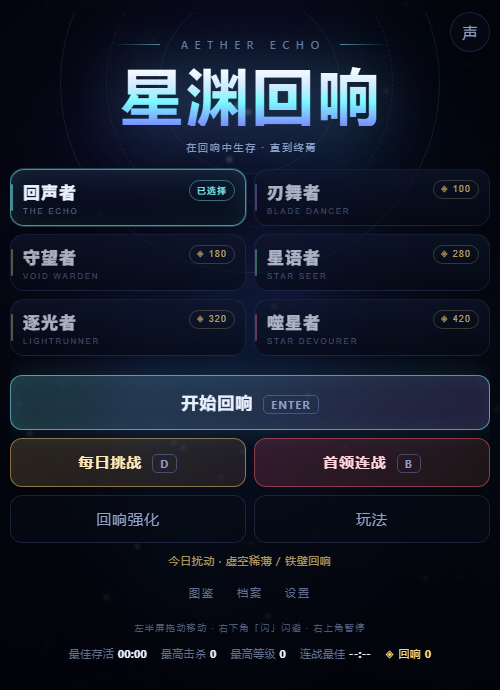 声
AETHER ECHO
星渊回响
在回响中生存 · 直到终焉
回声者 已选择
THE ECHO
刃舞者 ◈ 100
BLADE DANCER
守望者 ◈ 180
VOID WARDEN
星语者 ◈ 280
STAR SEER
逐光者 ◈ 320
LIGHTRUNNER
噬星者 ◈ 420
STAR DEVOURER
开始回响 ENTER
每日挑战 D
首领连战 B
回响强化
玩法
今日扰动 · 虚空稀薄 / 铁壁回响
图鉴 档案 设置
左半屏拖动移动 · 右下角「闪」闪避 · 右上角暂停
最佳存活 00:00 最高击杀 0 最高等级 0 连战最佳 --:-- ◈ 回响 0